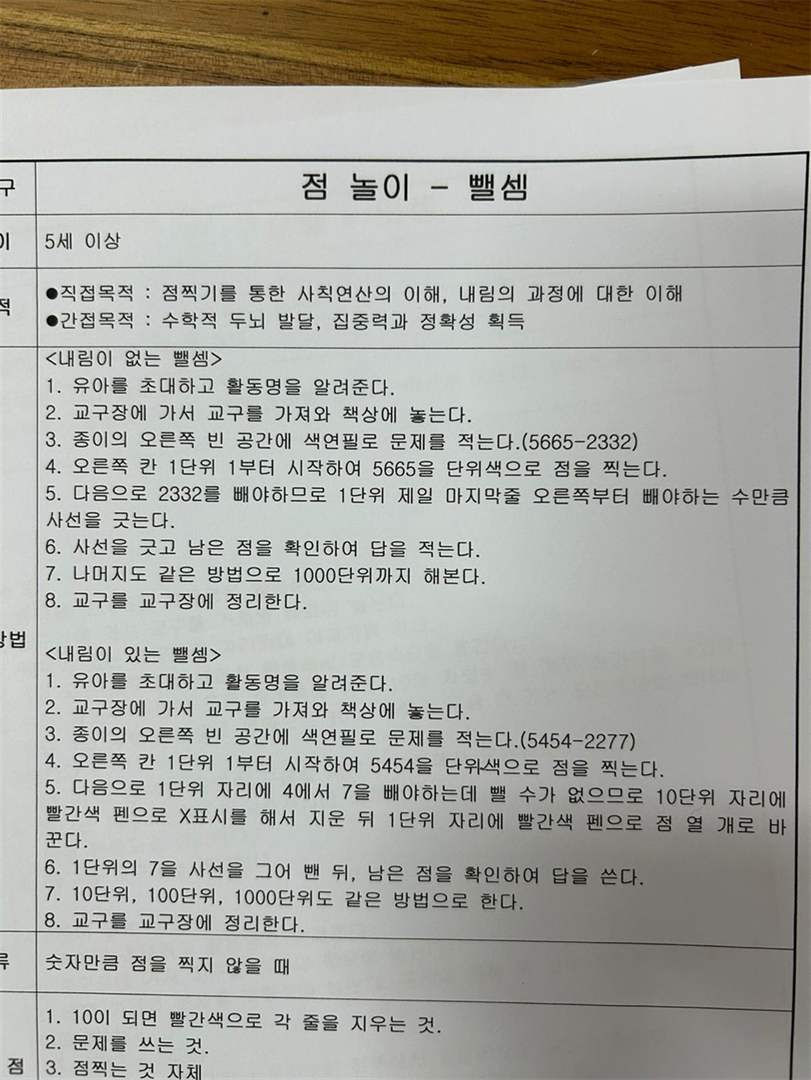 구 점 놀이 - 뺄셈
이 5세 이상
적 ●직접목적 : 점찍기를 통한 사칙연산의 이해, 내림의 과정에 대한 이해
●간접목적 : 수학적 두뇌 발달, 집중력과 정확성 획득
<내림이 없는 뺄셈>
1. 유아를 초대하고 활동명을 알려준다.
2. 교구장에 가서 교구를 가져와 책상에 놓는다.
3. 종이의 오른쪽 빈 공간에 색연필로 문제를 적는다.(5665-2332)
4. 오른쪽 칸 1단위 1부터 시작하여 5665을 단위색으로 점을 찍는다.
5. 다음으로 2332를 빼야하므로 1단위 제일 마지막줄 오른쪽부터 빼야하는 수만큼
사선을 긋는다.
6. 사선을 긋고 남은 점을 확인하여 답을 적는다.
7. 나머지도 같은 방법으로 1000단위까지 해본다.
8. 교구를 교구장에 정리한다.
방법
<내림이 있는 뺄셈>
1. 유아를 초대하고 활동명을 알려준다.
2. 교구장에 가서 교구를 가져와 책상에 놓는다.
3. 종이의 오른쪽 빈 공간에 색연필로 문제를 적는다.(5454-2277)
4. 오른쪽 칸 1단위 1부터 시작하여 5454을 단위색으로 점을 찍는다.
5. 다음으로 1단위 자리에 4에서 7을 빼야하는데 뺄 수가 없으므로 10단위 자리에
빨간색 펜으로 X표시를 해서 지운 뒤 1단위 자리에 빨간색 펜으로 점 열 개로 바
꾼다.
6. 1단위의 7을 사선을 그어 뺀 뒤, 남은 점을 확인하여 답을 쓴다.
7. 10단위, 100단위, 1000단위도 같은 방법으로 한다.
8. 교구를 교구장에 정리한다.
류 숫자만큼 점을 찍지 않을 때
1. 10이 되면 빨간색으로 각 줄을 지우는 것.
2. 문제를 쓰는 것.
점 3. 점찍는 것 자체